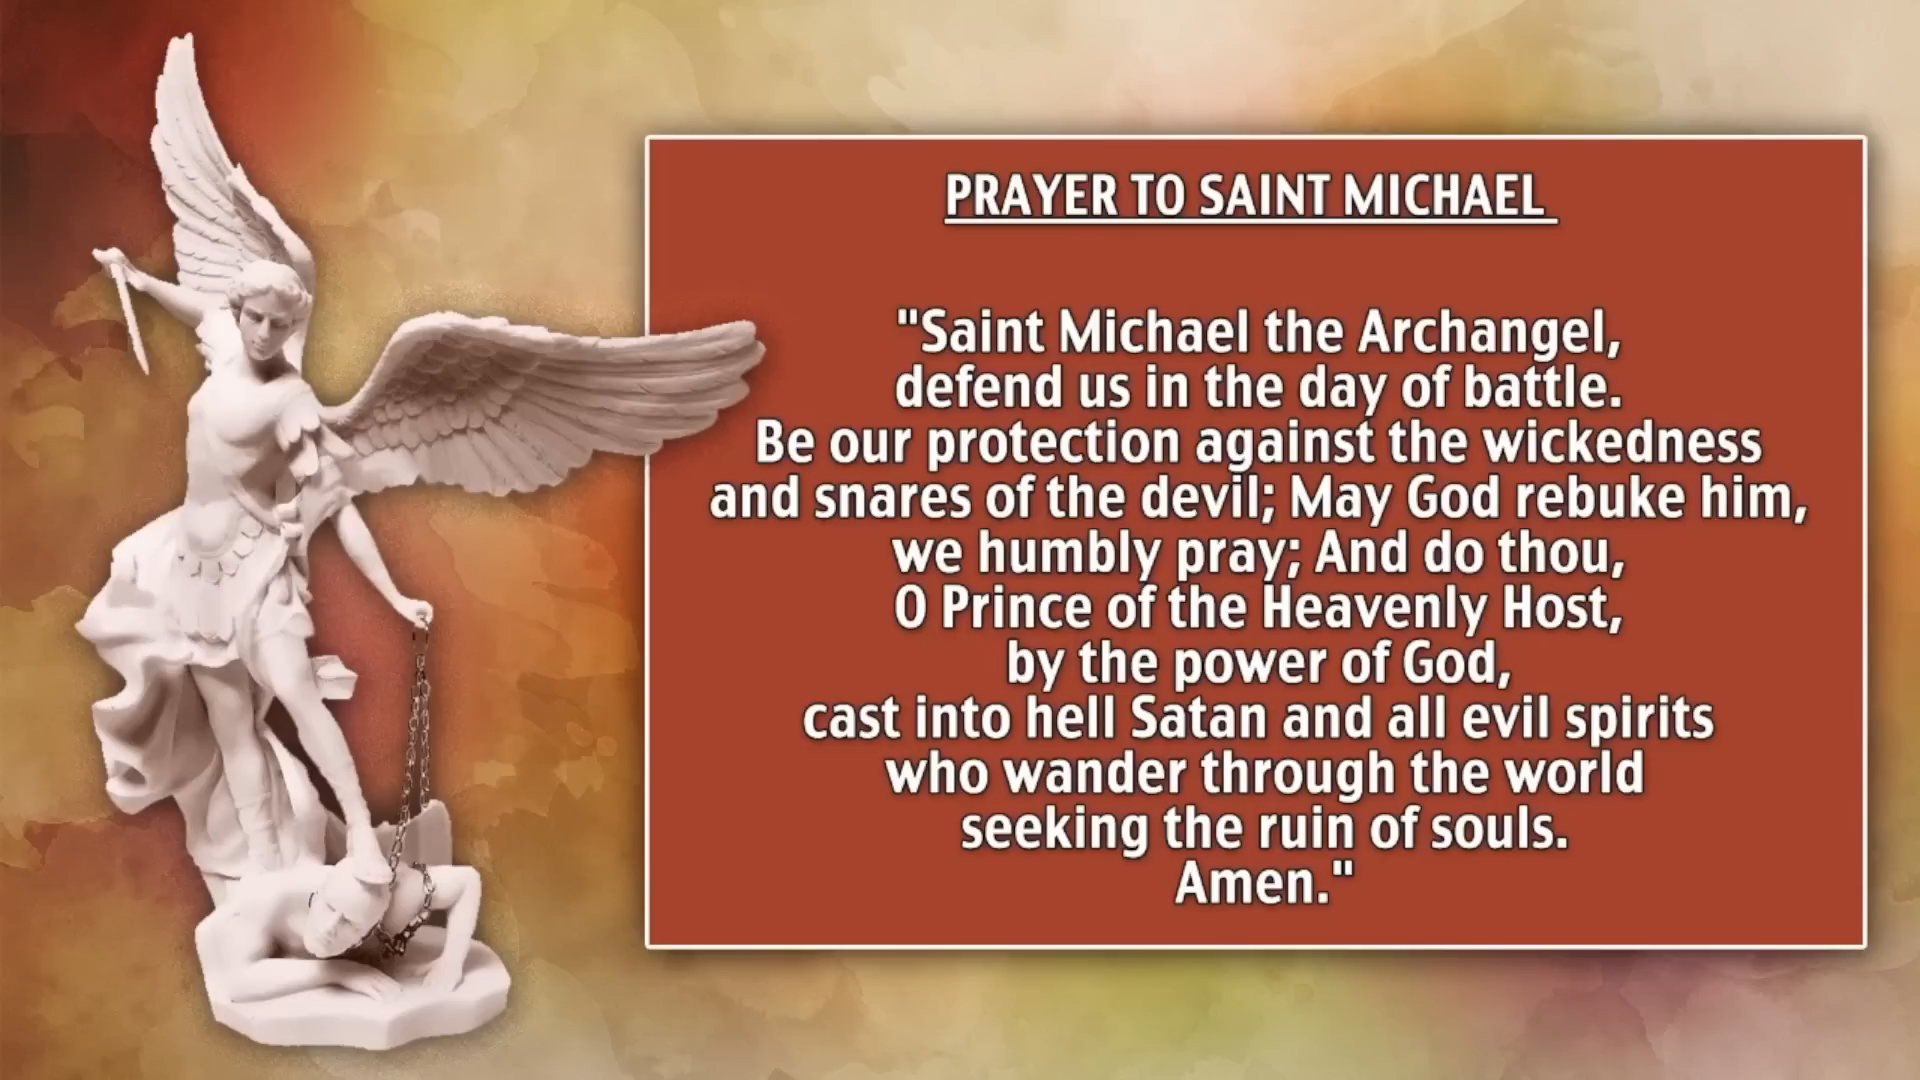 PRAYER TO SAINT MICHAEL
"Saint Michael the Archangel,
defend us in the day of battle.
Be our protection against the wickedness
and snares of the devil; May God rebuke him,
we humbly pray; And do thou,
O Prince of the Heavenly Host,
by the power of God,
cast into hell Satan and all evil spirits
who wander through the world
seeking the ruin of souls.
Amen."